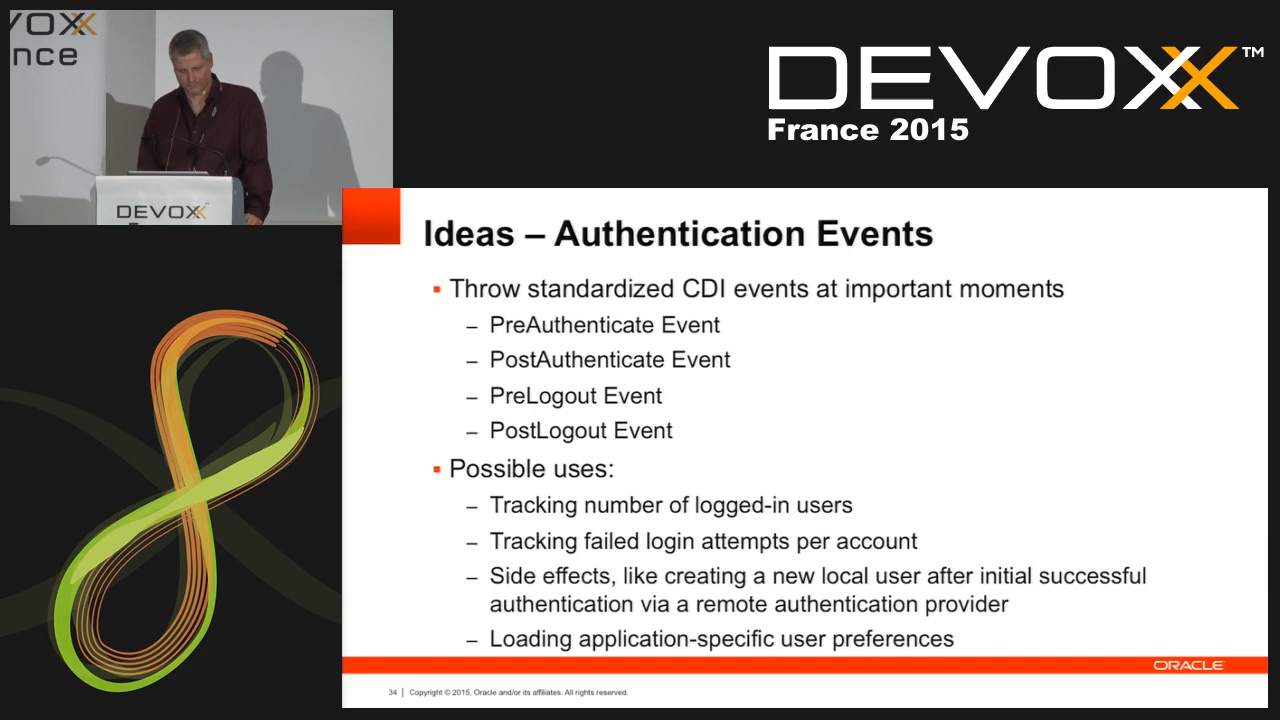 VOXX
nce
DEVOXX
DEVOXX™
France 2015
Ideas – Authentication Events
▪ Throw standardized CDI events at important moments
– PreAuthenticate Event
– PostAuthenticate Event
– PreLogout Event
– PostLogout Event
▪ Possible uses:
– Tracking number of logged-in users
– Tracking failed login attempts per account
– Side effects, like creating a new local user after initial successful
authentication via a remote authentication provider
– Loading application-specific user preferences
ORACLE
34 | Copyright © 2015, Oracle and/or its affiliates. All rights reserved.